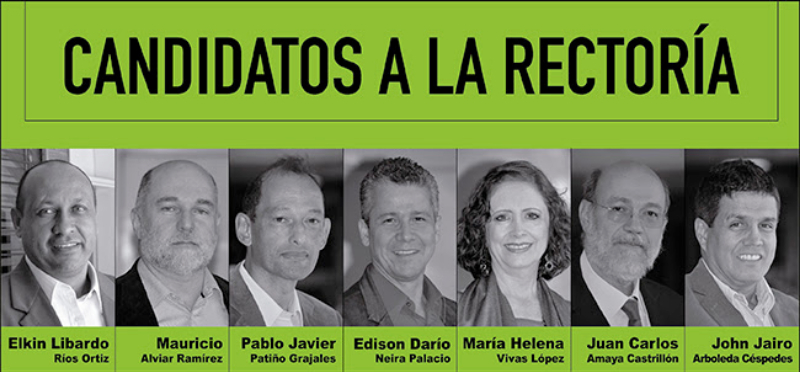 CANDIDATOS A LA RECTORÍA
Elkin Libardo
Ríos Ortiz
Mauricio
Alviar Ramírez
Pablo Javier
Patiño Grajales
Edison Darío
Neira Palacio
María Helena
Vivas López
Juan Carlos
Amaya Castrillón
John Jairo
Arboleda Céspedes